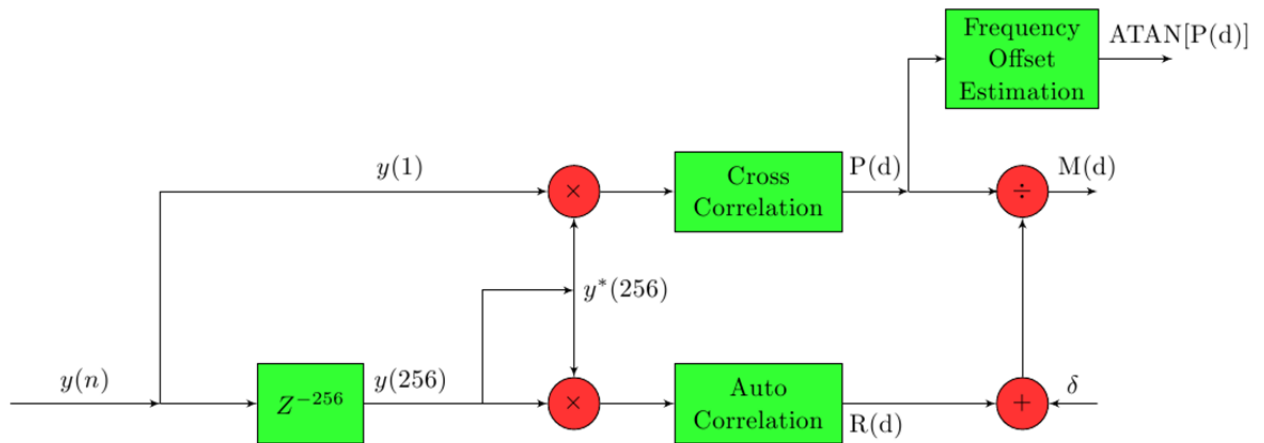 Frequency
Offset
Estimation
ATAN[P(d)]
y(1)
×
Cross
Correlation
P(d)
÷
M(d)
y*(256)
y(n)
Z⁻²⁵⁶
y(256)
×
Auto
Correlation
R(d)
+
δ